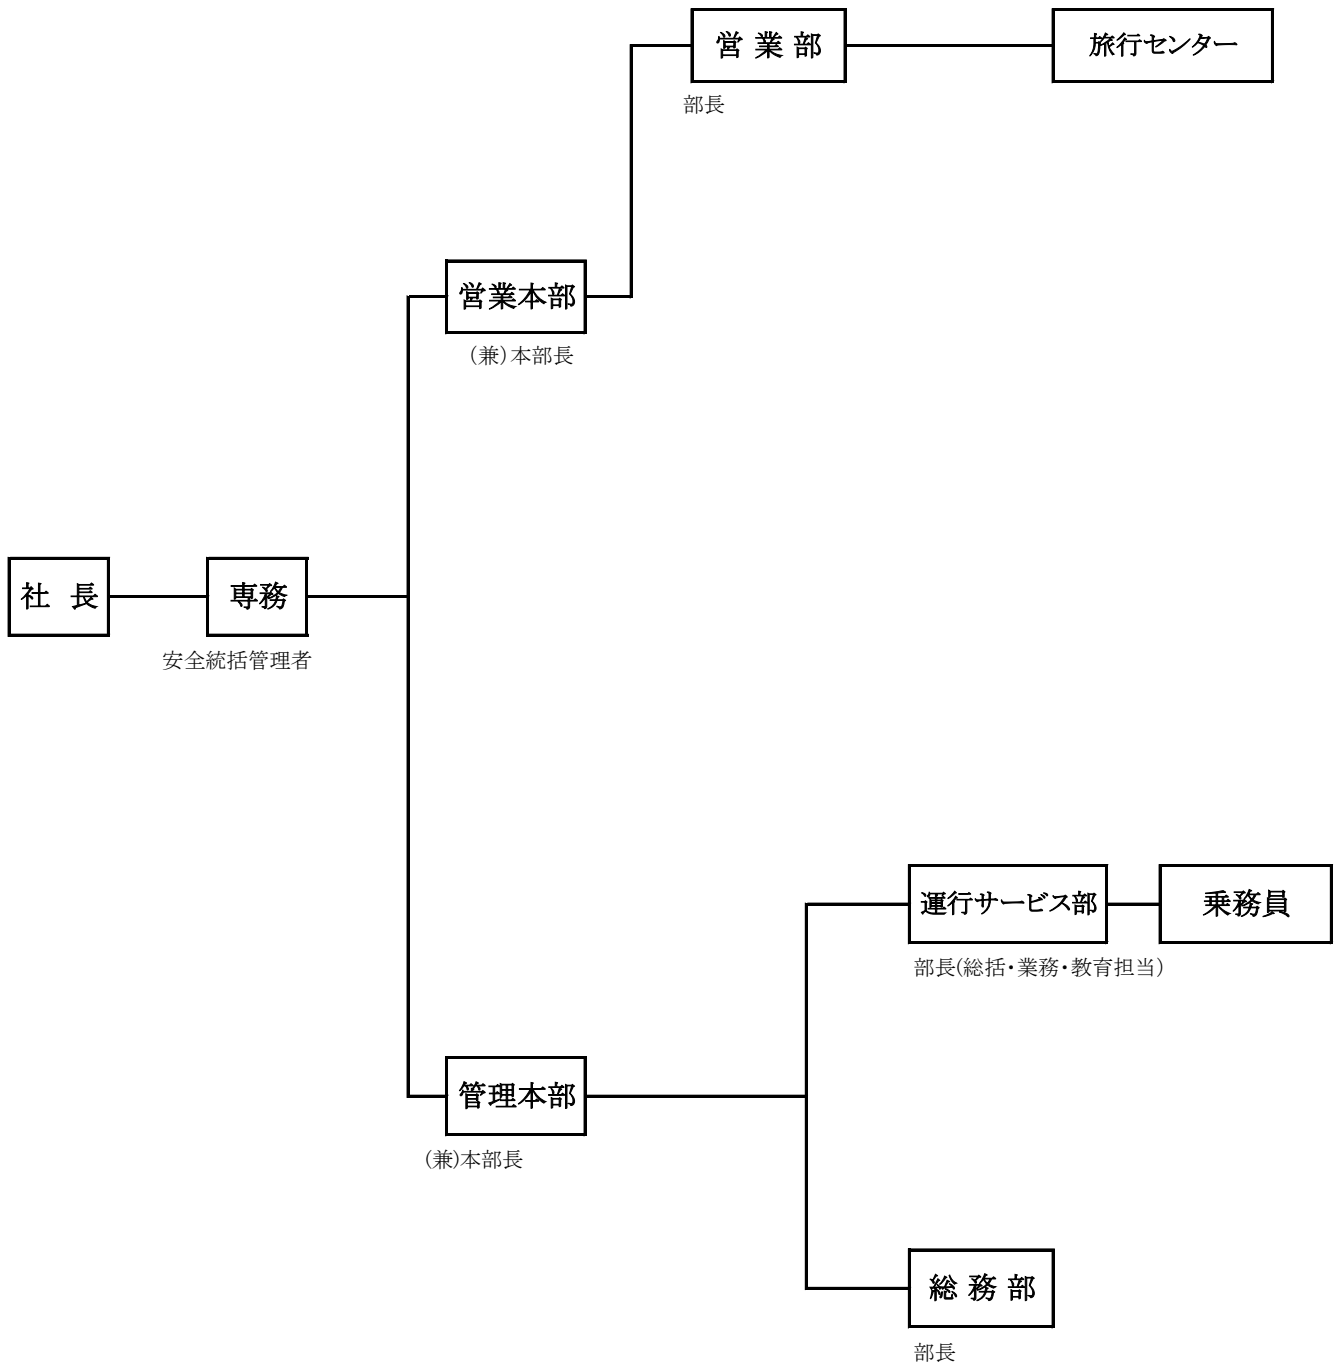 営 業 部
旅行センター
部長
営業本部
(兼)本部長
社 長
専務
安全統括管理者
運行サービス部
乗務員
部長(総括・業務・教育担当)
管理本部
(兼)本部長
総 務 部
部長